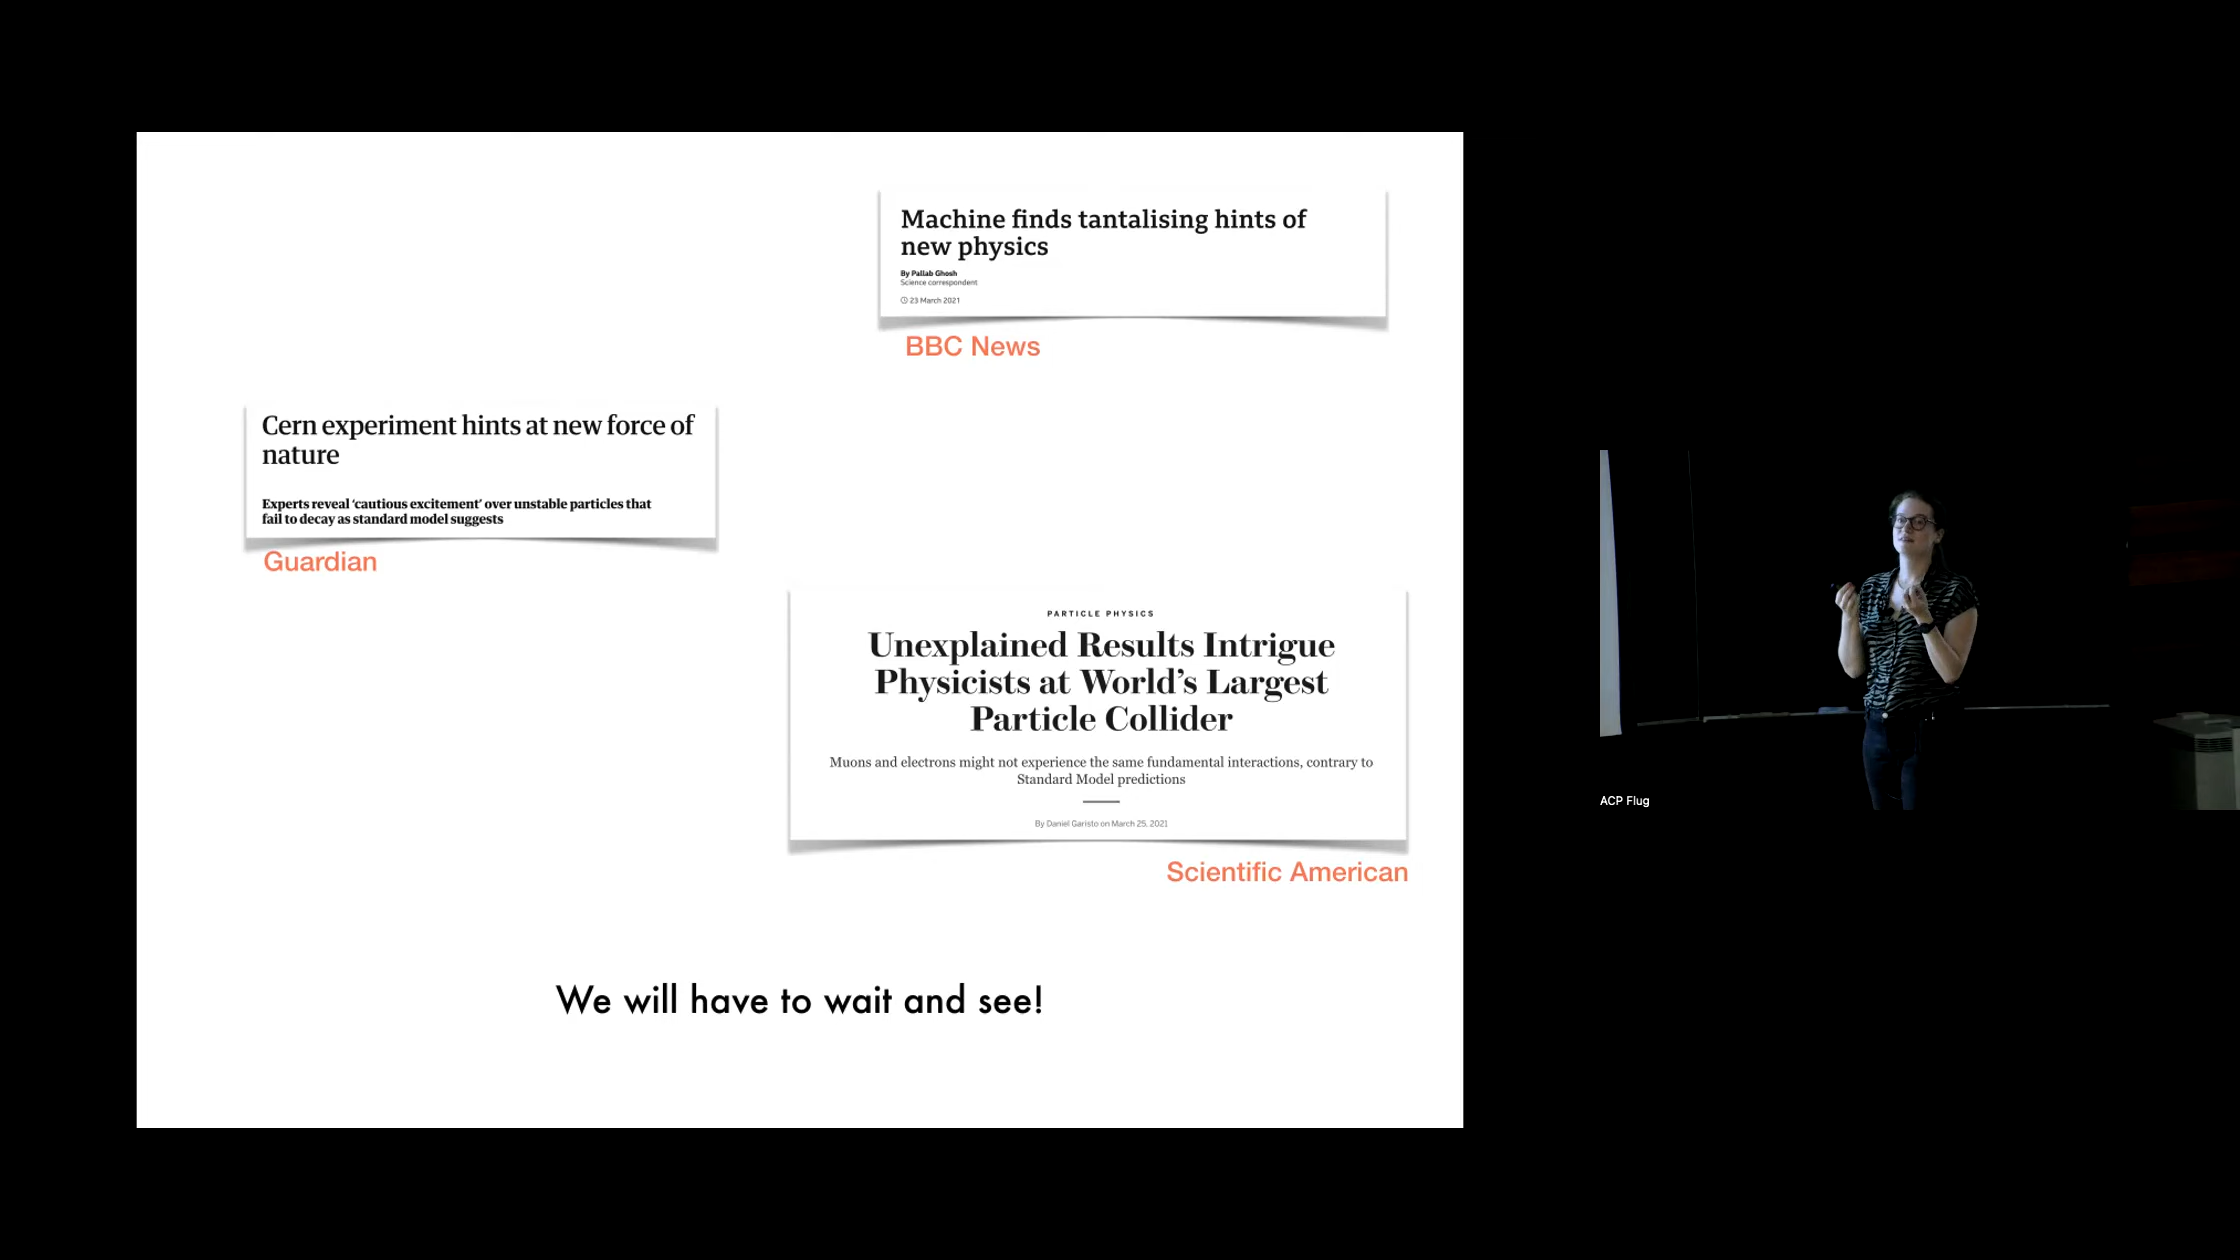 Machine finds tantalising hints of
new physics
By Pallab Ghosh
Science correspondent
23 March 2021
BBC News
Cern experiment hints at new force of
nature
Experts reveal ‘cautious excitement’ over unstable particles that
fail to decay as standard model suggests
Guardian
PARTICLE PHYSICS
Unexplained Results Intrigue
Physicists at World’s Largest
Particle Collider
Muons and electrons might not experience the same fundamental interactions, contrary to
Standard Model predictions
By Daniel Garisto on March 25, 2021
Scientific American
We will have to wait and see!
ACP Flug